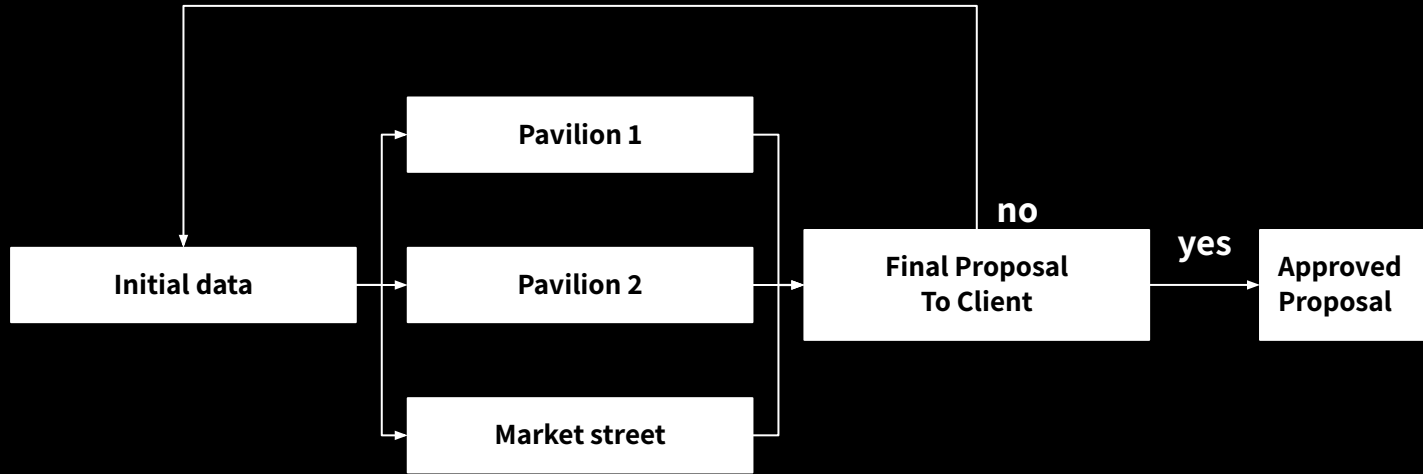 Pavilion 1
no
yes
Initial data
Pavilion 2
Final Proposal
To Client
Approved
Proposal
Market street